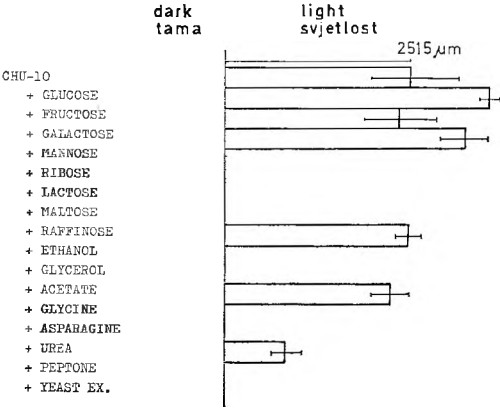 dark light
tama svjetlost
2515 µm
CHU-10
+ GLUCOSE
+ FRUCTOSE
+ GALACTOSE
+ MANNOSE
+ RIBOSE
+ LACTOSE
+ MALTOSE
+ RAFFINOSE
+ ETHANOL
+ GLYCEROL
+ ACETATE
+ GLYCINE
+ ASPARAGINE
+ UREA
+ PEPTONE
+ YEAST EX.